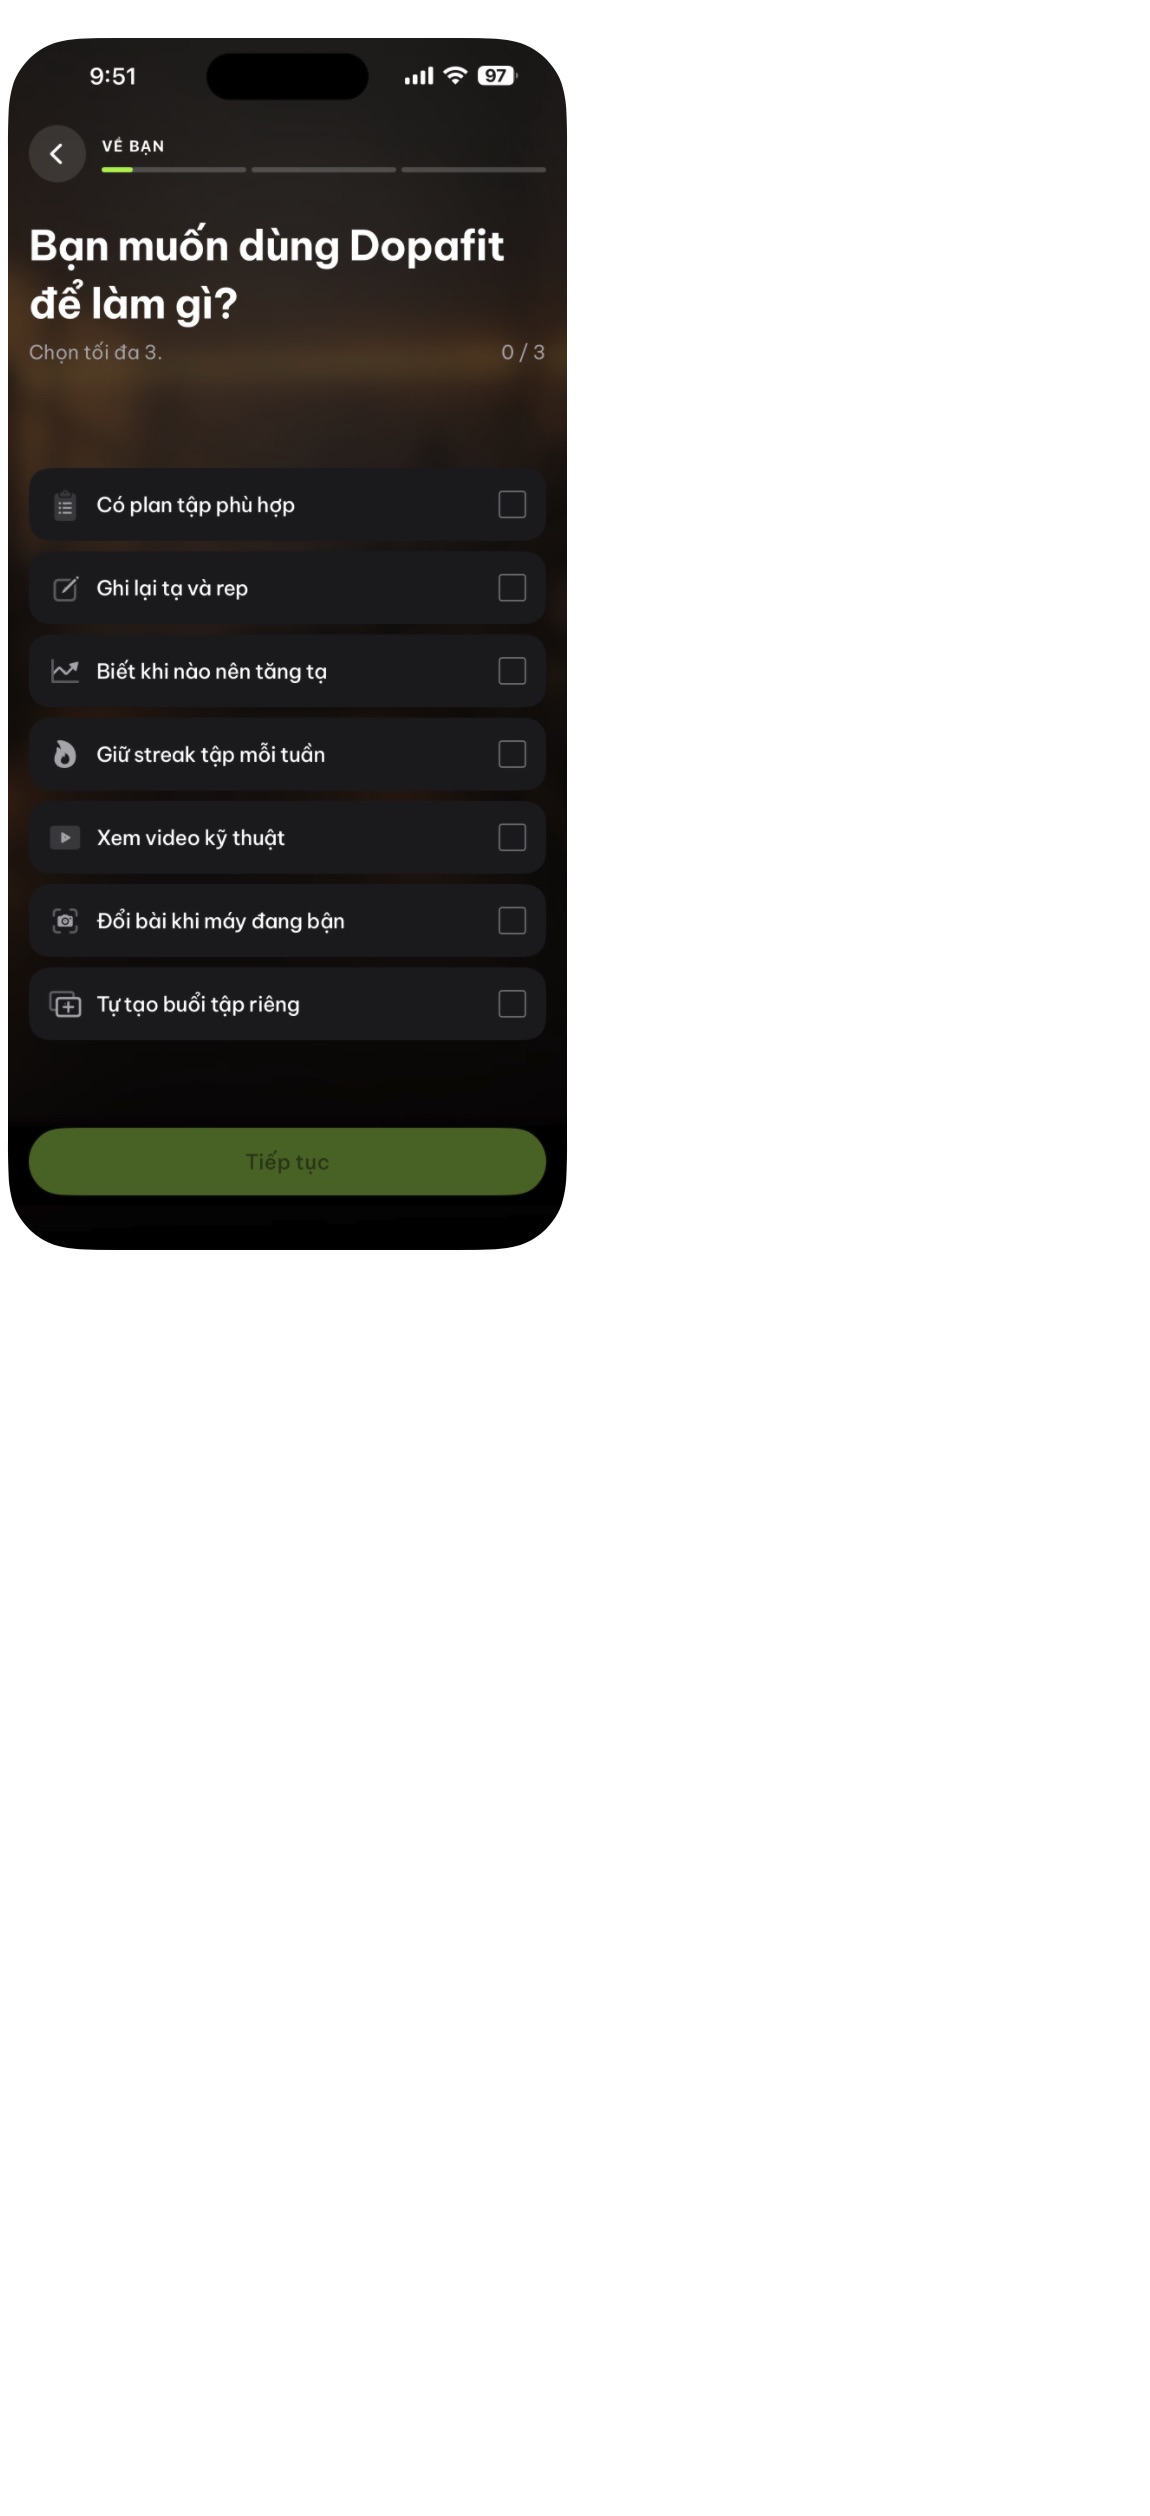 9:51
97
VỀ BẠN
Bạn muốn dùng Dopafit
để làm gì?
Chọn tối đa 3.
0 / 3
Có plan tập phù hợp
Ghi lại tạ và rep
Biết khi nào nên tăng tạ
Giữ streak tập mỗi tuần
Xem video kỹ thuật
Đổi bài khi máy đang bận
Tự tạo buổi tập riêng
Tiếp tục